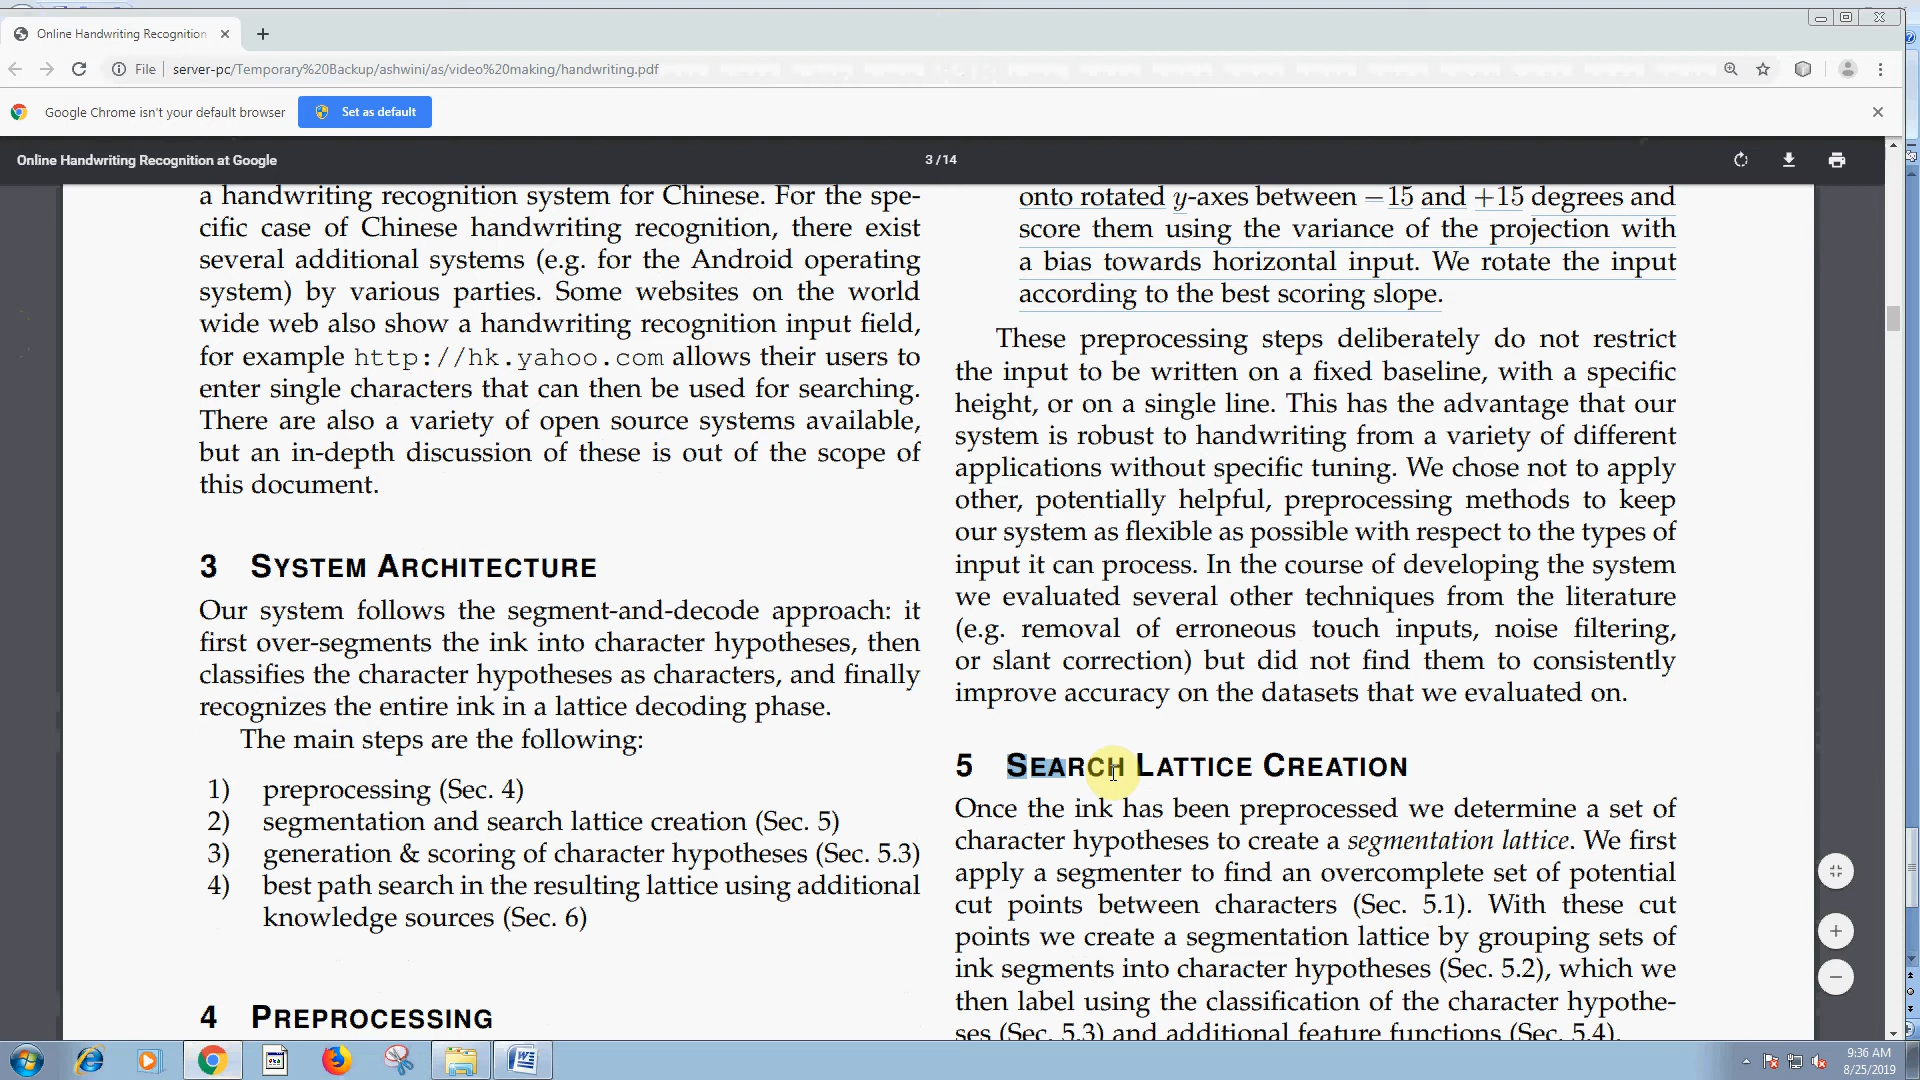 Online Handwriting Recognition
File
server-pc/Temporary%20Backup/ashwini/as/video%20making/handwriting.pdf
Google Chrome isn't your default browser
Set as default
Online Handwriting Recognition at Google
3 / 14
a handwriting recognition system for Chinese. For the spe-
cific case of Chinese handwriting recognition, there exist
several additional systems (e.g. for the Android operating
system) by various parties. Some websites on the world
wide web also show a handwriting recognition input field,
for example http://hk.yahoo.com allows their users to
enter single characters that can then be used for searching.
There are also a variety of open source systems available,
but an in-depth discussion of these is out of the scope of
this document.
3 SYSTEM ARCHITECTURE
Our system follows the segment-and-decode approach: it
first over-segments the ink into character hypotheses, then
classifies the character hypotheses as characters, and finally
recognizes the entire ink in a lattice decoding phase.
The main steps are the following:
1) preprocessing (Sec. 4)
2) segmentation and search lattice creation (Sec. 5)
3) generation & scoring of character hypotheses (Sec. 5.3)
4) best path search in the resulting lattice using additional
knowledge sources (Sec. 6)
4 PREPROCESSING
onto rotated y-axes between −15 and +15 degrees and
score them using the variance of the projection with
a bias towards horizontal input. We rotate the input
according to the best scoring slope.
These preprocessing steps deliberately do not restrict
the input to be written on a fixed baseline, with a specific
height, or on a single line. This has the advantage that our
system is robust to handwriting from a variety of different
applications without specific tuning. We chose not to apply
other, potentially helpful, preprocessing methods to keep
our system as flexible as possible with respect to the types of
input it can process. In the course of developing the system
we evaluated several other techniques from the literature
(e.g. removal of erroneous touch inputs, noise filtering,
or slant correction) but did not find them to consistently
improve accuracy on the datasets that we evaluated on.
5 SEARCH LATTICE CREATION
Once the ink has been preprocessed we determine a set of
character hypotheses to create a segmentation lattice. We first
apply a segmenter to find an overcomplete set of potential
cut points between characters (Sec. 5.1). With these cut
points we create a segmentation lattice by grouping sets of
ink segments into character hypotheses (Sec. 5.2), which we
then label using the classification of the character hypothe-
ses (Sec. 5.3) and additional feature functions (Sec. 5.4).
9:36 AM
8/25/2019